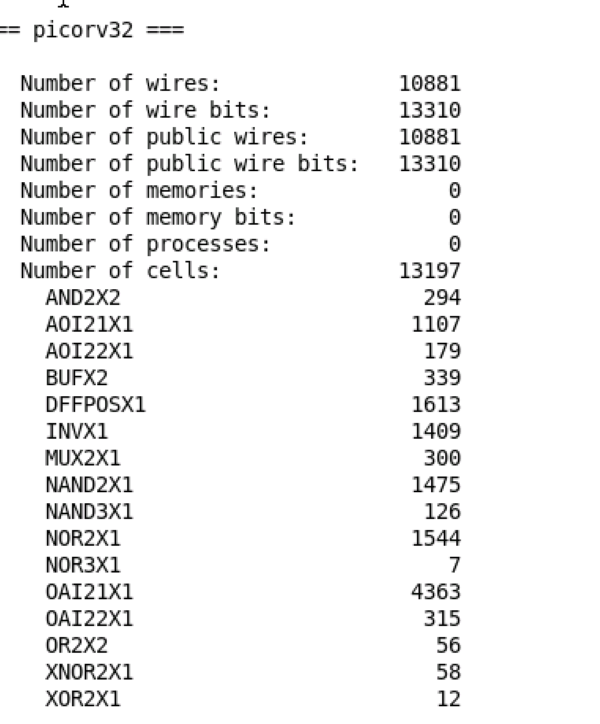 == picorv32 ===
Number of wires: 10881
Number of wire bits: 13310
Number of public wires: 10881
Number of public wire bits: 13310
Number of memories: 0
Number of memory bits: 0
Number of processes: 0
Number of cells: 13197
AND2X2 294
AOI21X1 1107
AOI22X1 179
BUFX2 339
DFFPOSX1 1613
INVX1 1409
MUX2X1 300
NAND2X1 1475
NAND3X1 126
NOR2X1 1544
NOR3X1 7
OAI21X1 4363
OAI22X1 315
OR2X2 56
XNOR2X1 58
XOR2X1 12